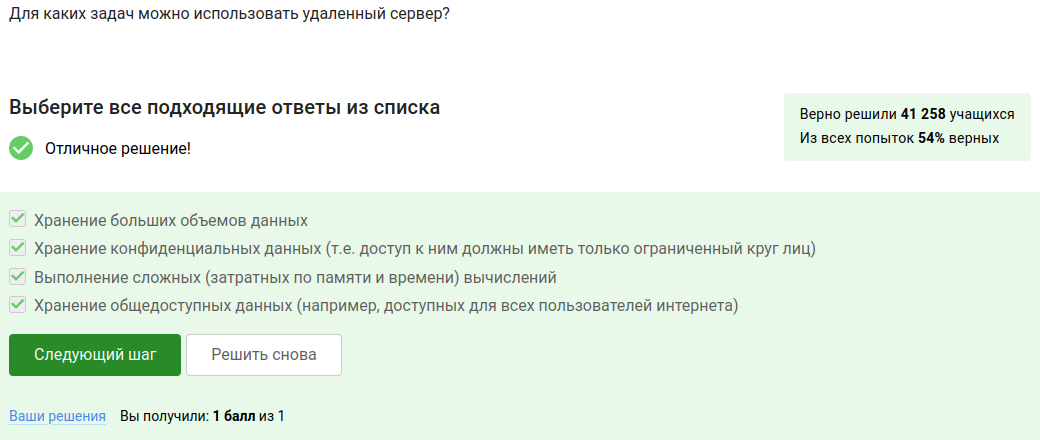 Для каких задач можно использовать удаленный сервер?
Выберите все подходящие ответы из списка
Верно решили 41 258 учащихся
Из всех попыток 54% верных
Отличное решение!
Хранение больших объемов данных
Хранение конфиденциальных данных (т.е. доступ к ним должны иметь только ограниченный круг лиц)
Выполнение сложных (затратных по памяти и времени) вычислений
Хранение общедоступных данных (например, доступных для всех пользователей интернета)
Следующий шаг Решить снова
Ваши решения Вы получили: 1 балл из 1